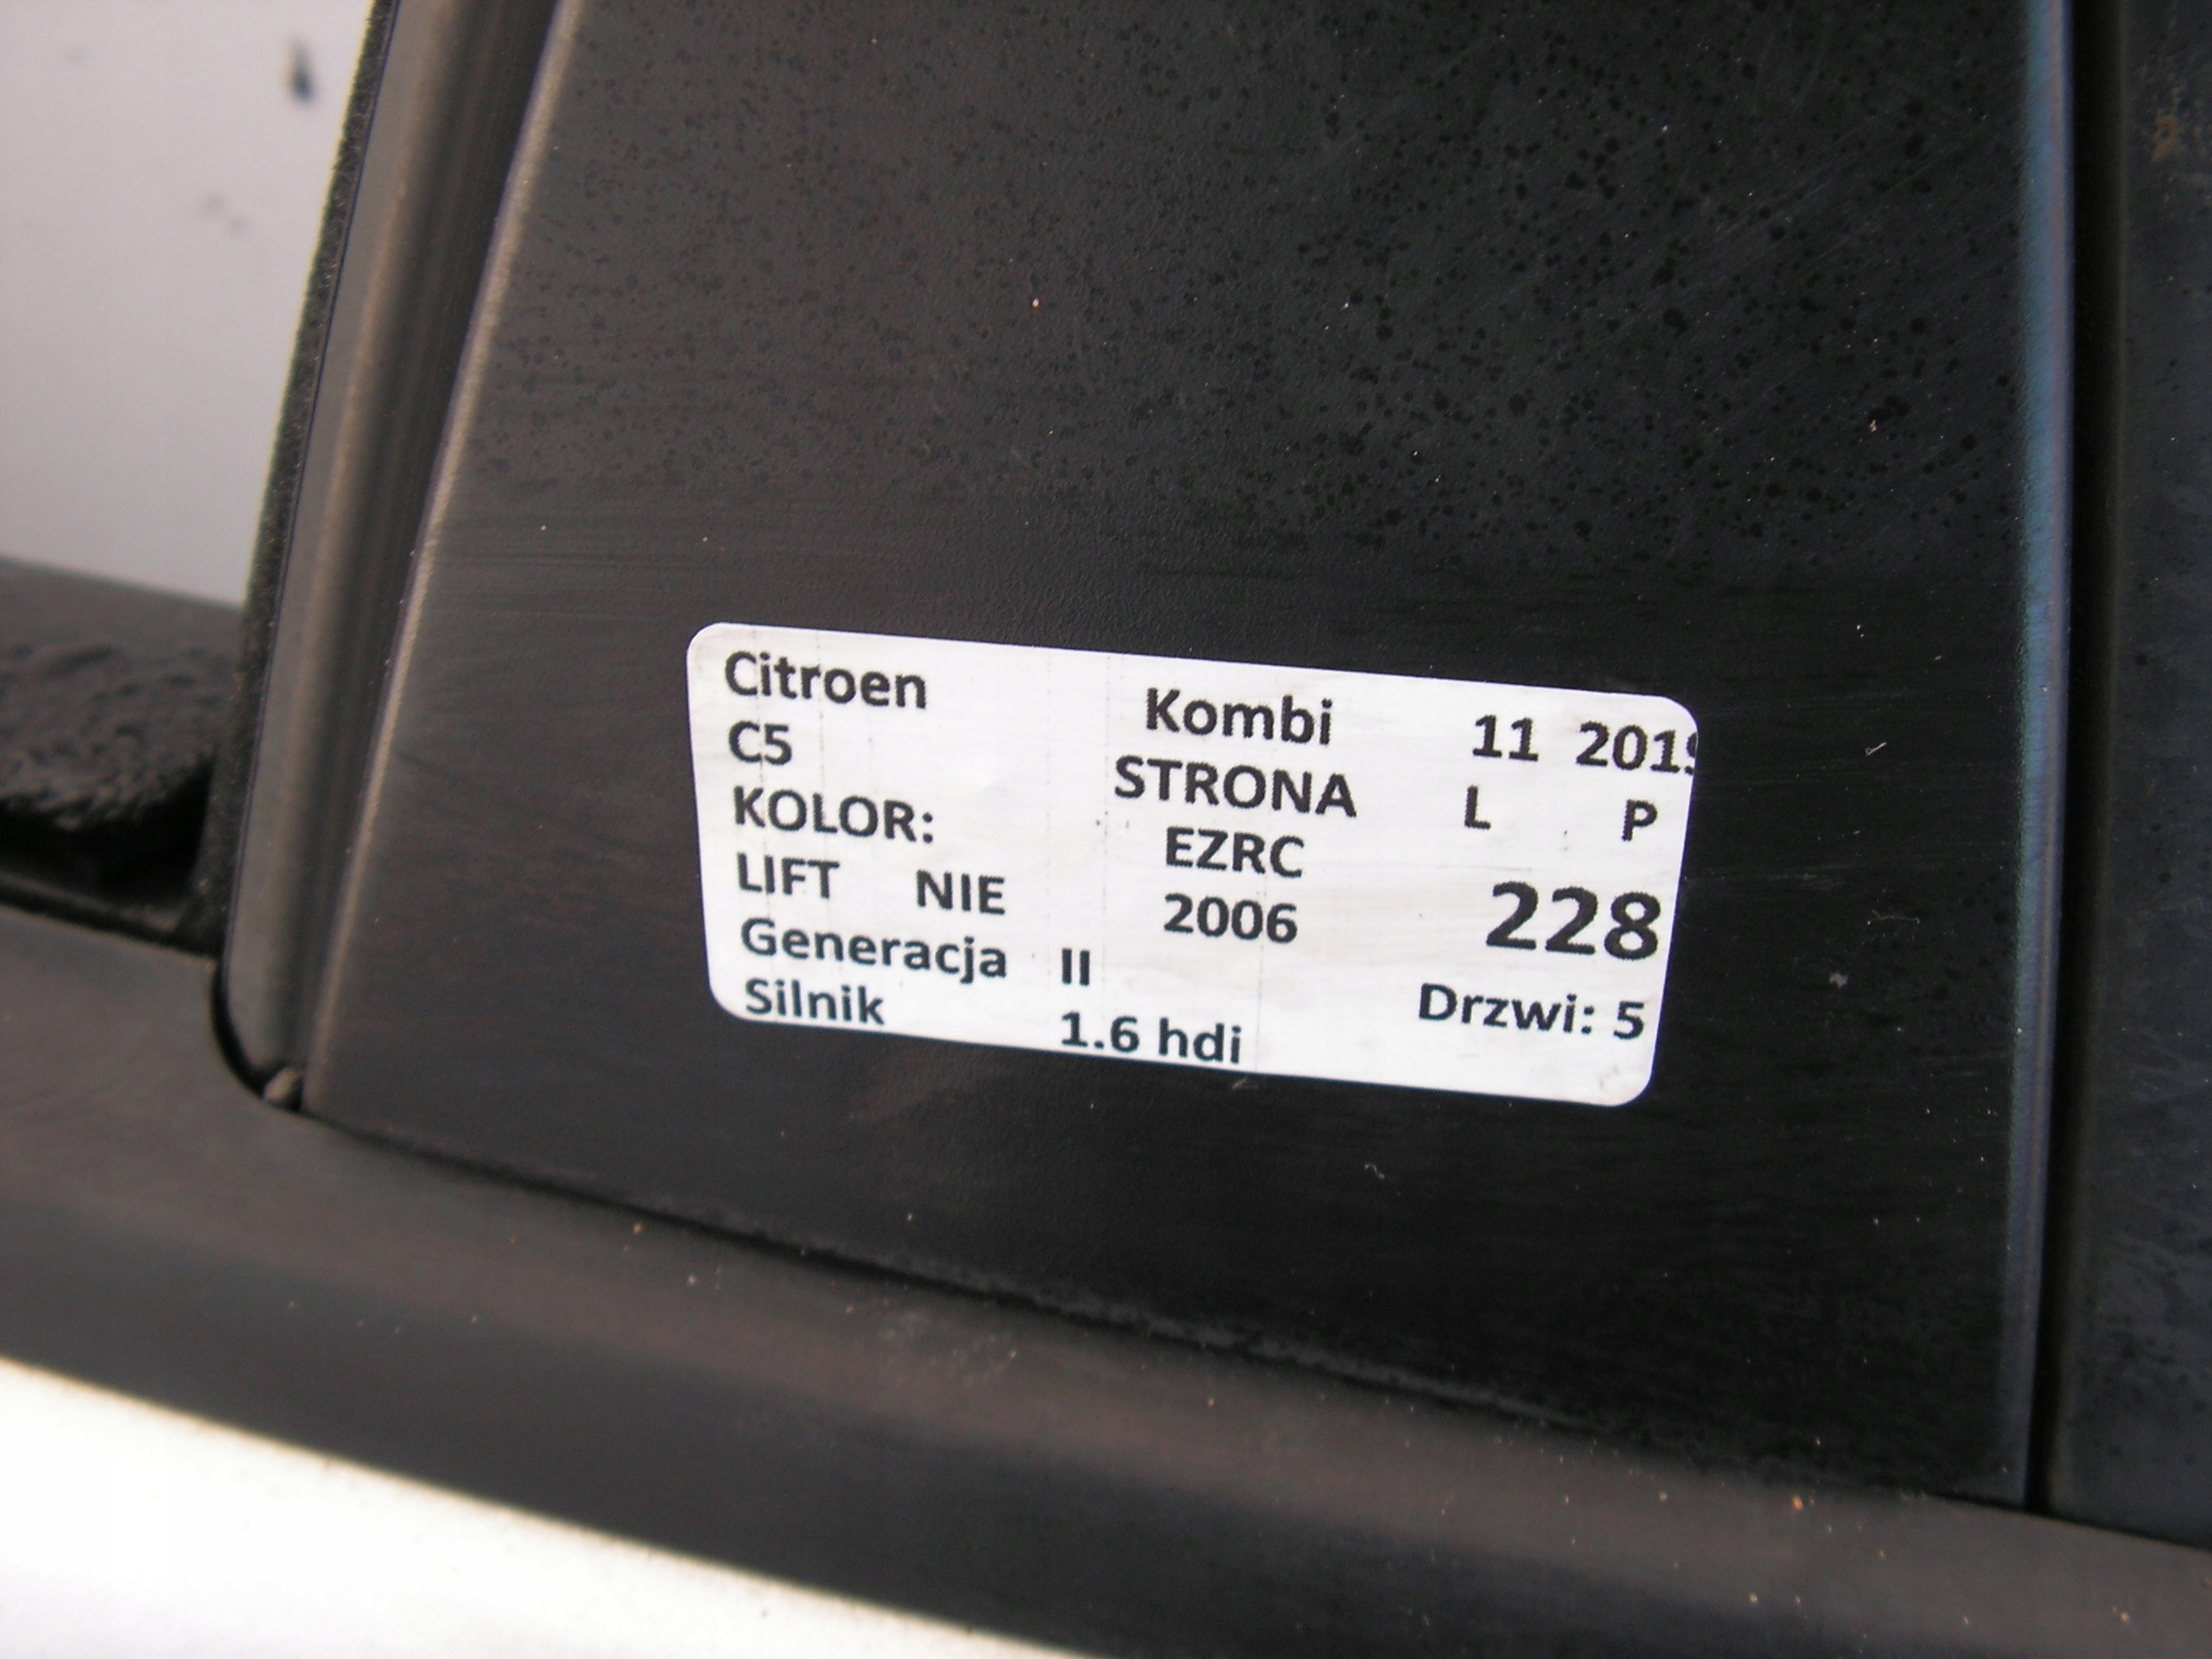 Citroen Kombi 11 2019
C5 STRONA L P
KOLOR: EZRC
LIFT NIE 2006 228
Generacja II Drzwi: 5
Silnik 1.6 hdi